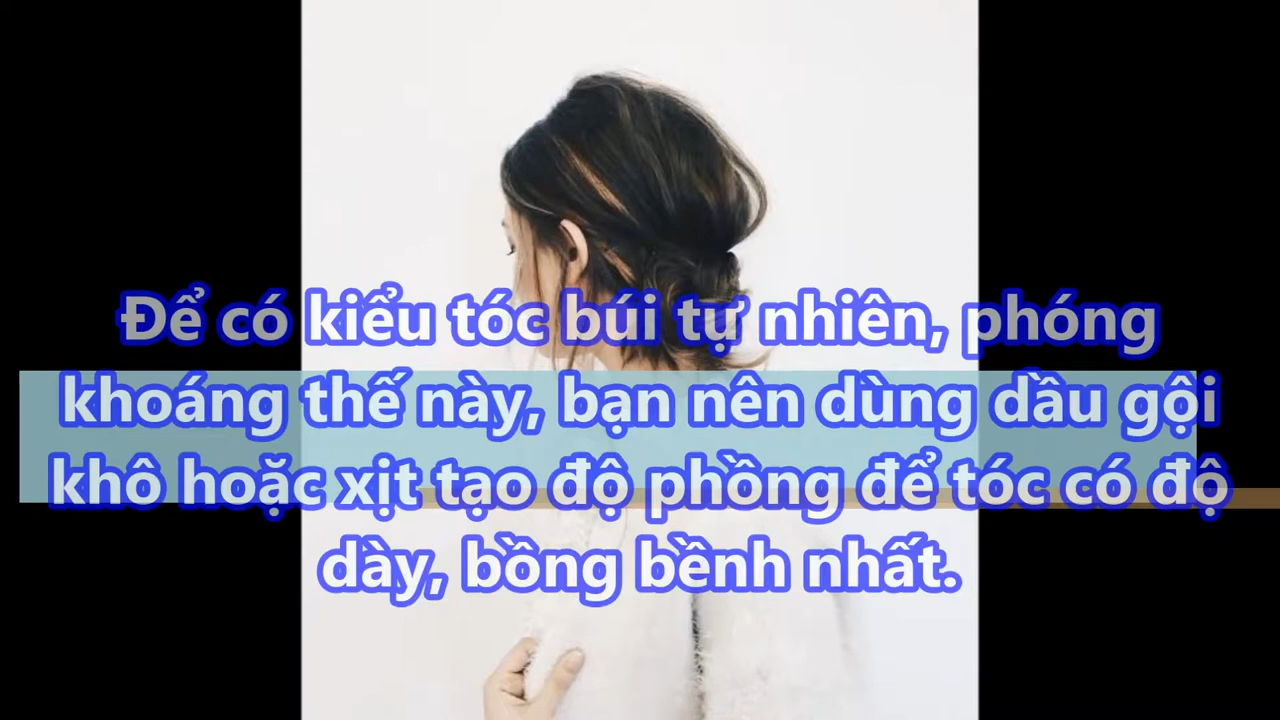 Để có kiểu tóc búi tự nhiên, phóng
khoáng thế này, bạn nên dùng dầu gội
khô hoặc xịt tạo độ phồng để tóc có độ
dày, bồng bềnh nhất.